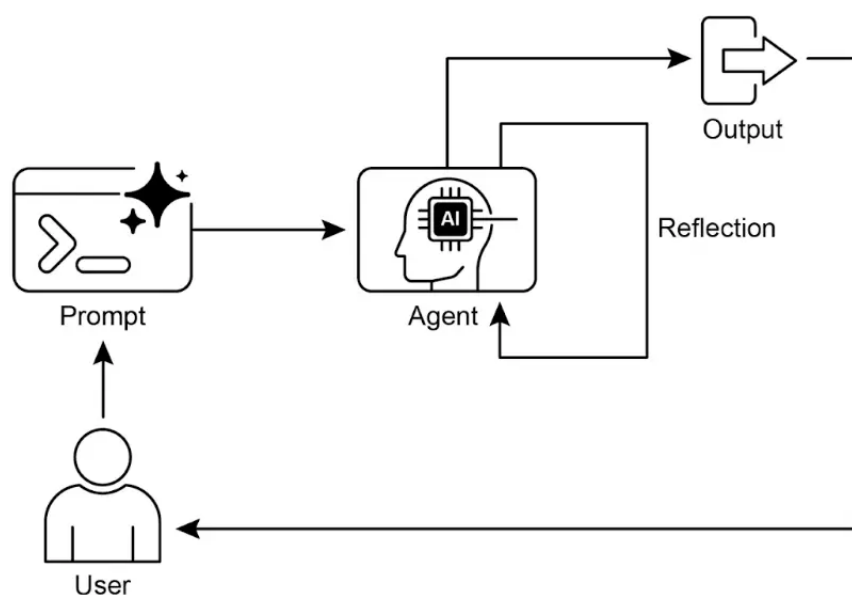 Output
Reflection
AI
Prompt
Agent
User